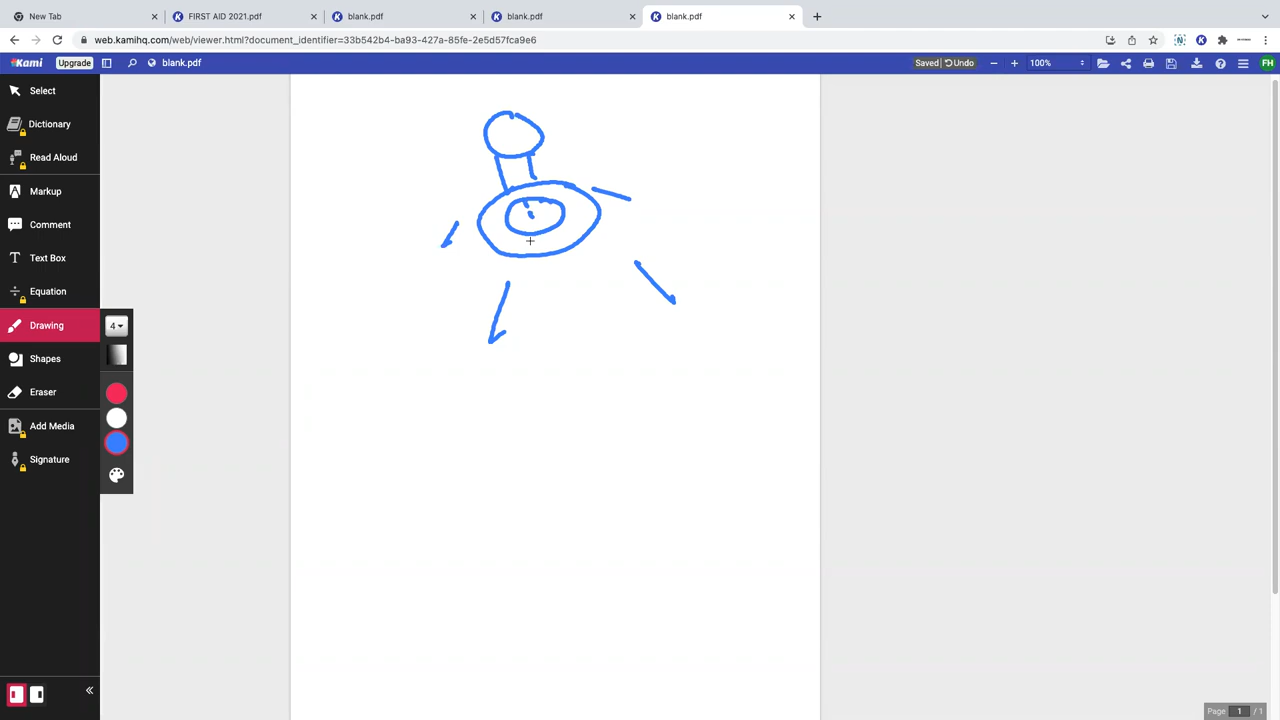 New Tab
FIRST AID 2021.pdf
blank.pdf
blank.pdf
blank.pdf
web.kamihq.com/web/viewer.html?document_identifier=33b542b4-ba93-427a-85fe-2e5d57fca9e6
Kami
Upgrade
blank.pdf
Saved
Undo
100%
FH
Select
Dictionary
Read Aloud
Markup
Comment
Text Box
Equation
Drawing
4
Shapes
Eraser
Add Media
Signature
Page 1 / 1